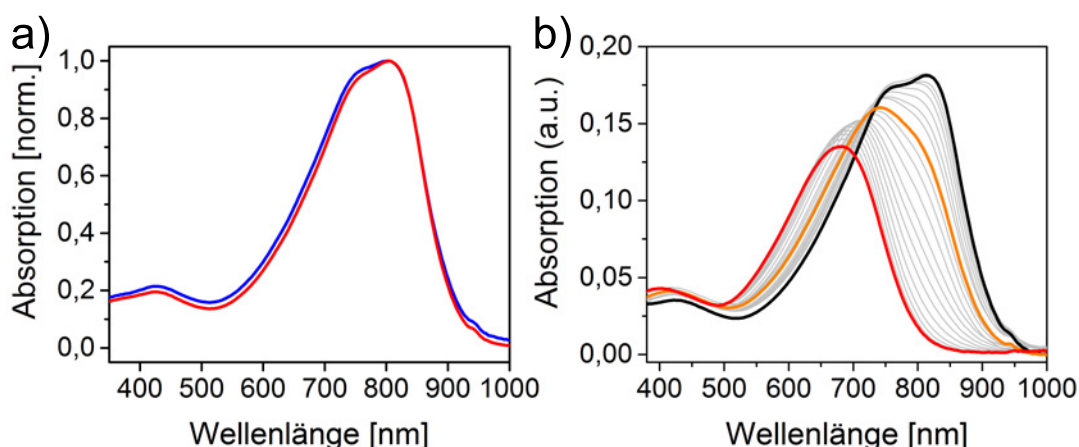 a)
Absorption [norm.]
1,0
0,8
0,6
0,4
0,2
0,0
400 500 600 700 800 900 1000
Wellenlänge [nm]
b)
Absorption (a.u.)
0,20
0,15
0,10
0,05
0,00
400 500 600 700 800 900 1000
Wellenlänge [nm]